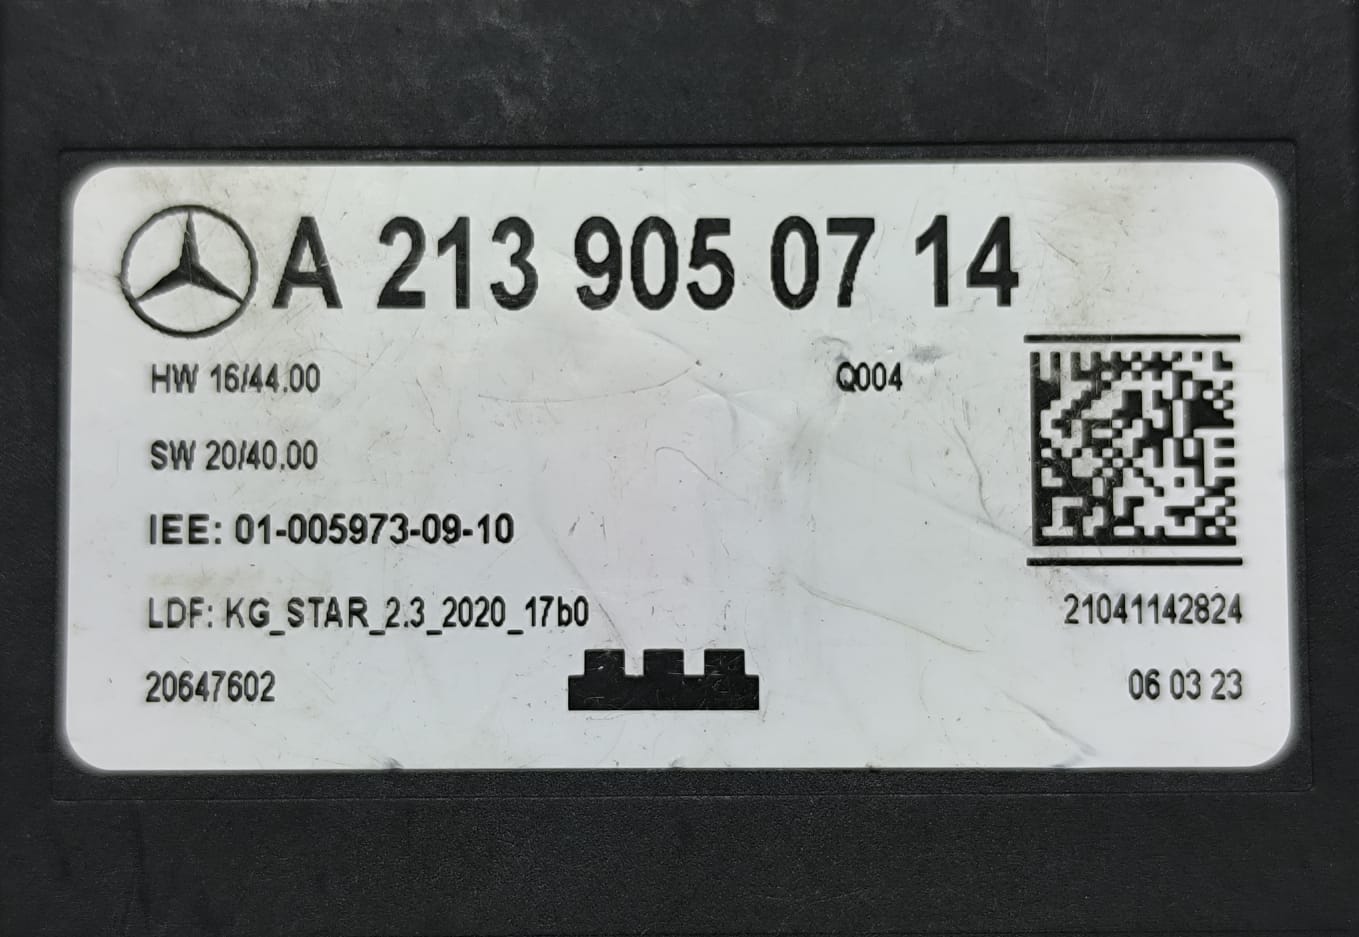 A 213 905 07 14
HW 16/44.00
Q004
SW 20/40.00
IEE: 01-005973-09-10
LDF: KG_STAR_2.3_2020_17b0
21041142824
20647602
06 03 23